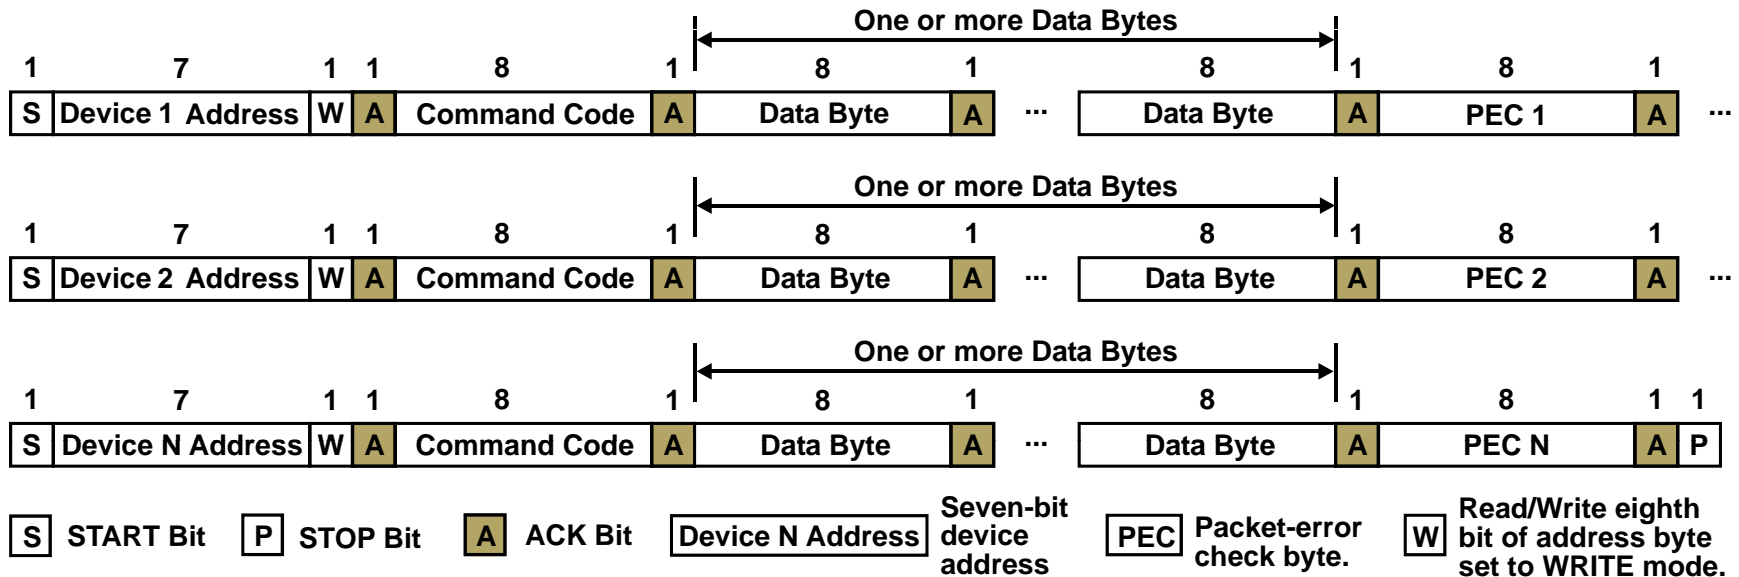 One or more Data Bytes
1 7 1 1 8 1 8 1 8 1 8 1
S Device 1 Address W A Command Code A Data Byte A ... Data Byte A PEC 1 A ...
One or more Data Bytes
1 7 1 1 8 1 8 1 8 1 8 1
S Device 2 Address W A Command Code A Data Byte A ... Data Byte A PEC 2 A ...
One or more Data Bytes
1 7 1 1 8 1 8 1 8 1 8 1 1
S Device N Address W A Command Code A Data Byte A ... Data Byte A PEC N A P
S START Bit
P STOP Bit
A ACK Bit
Device N Address
Seven-bit
device
address
PEC
Packet-error
check byte.
W
Read/Write eighth
bit of address byte
set to WRITE mode.